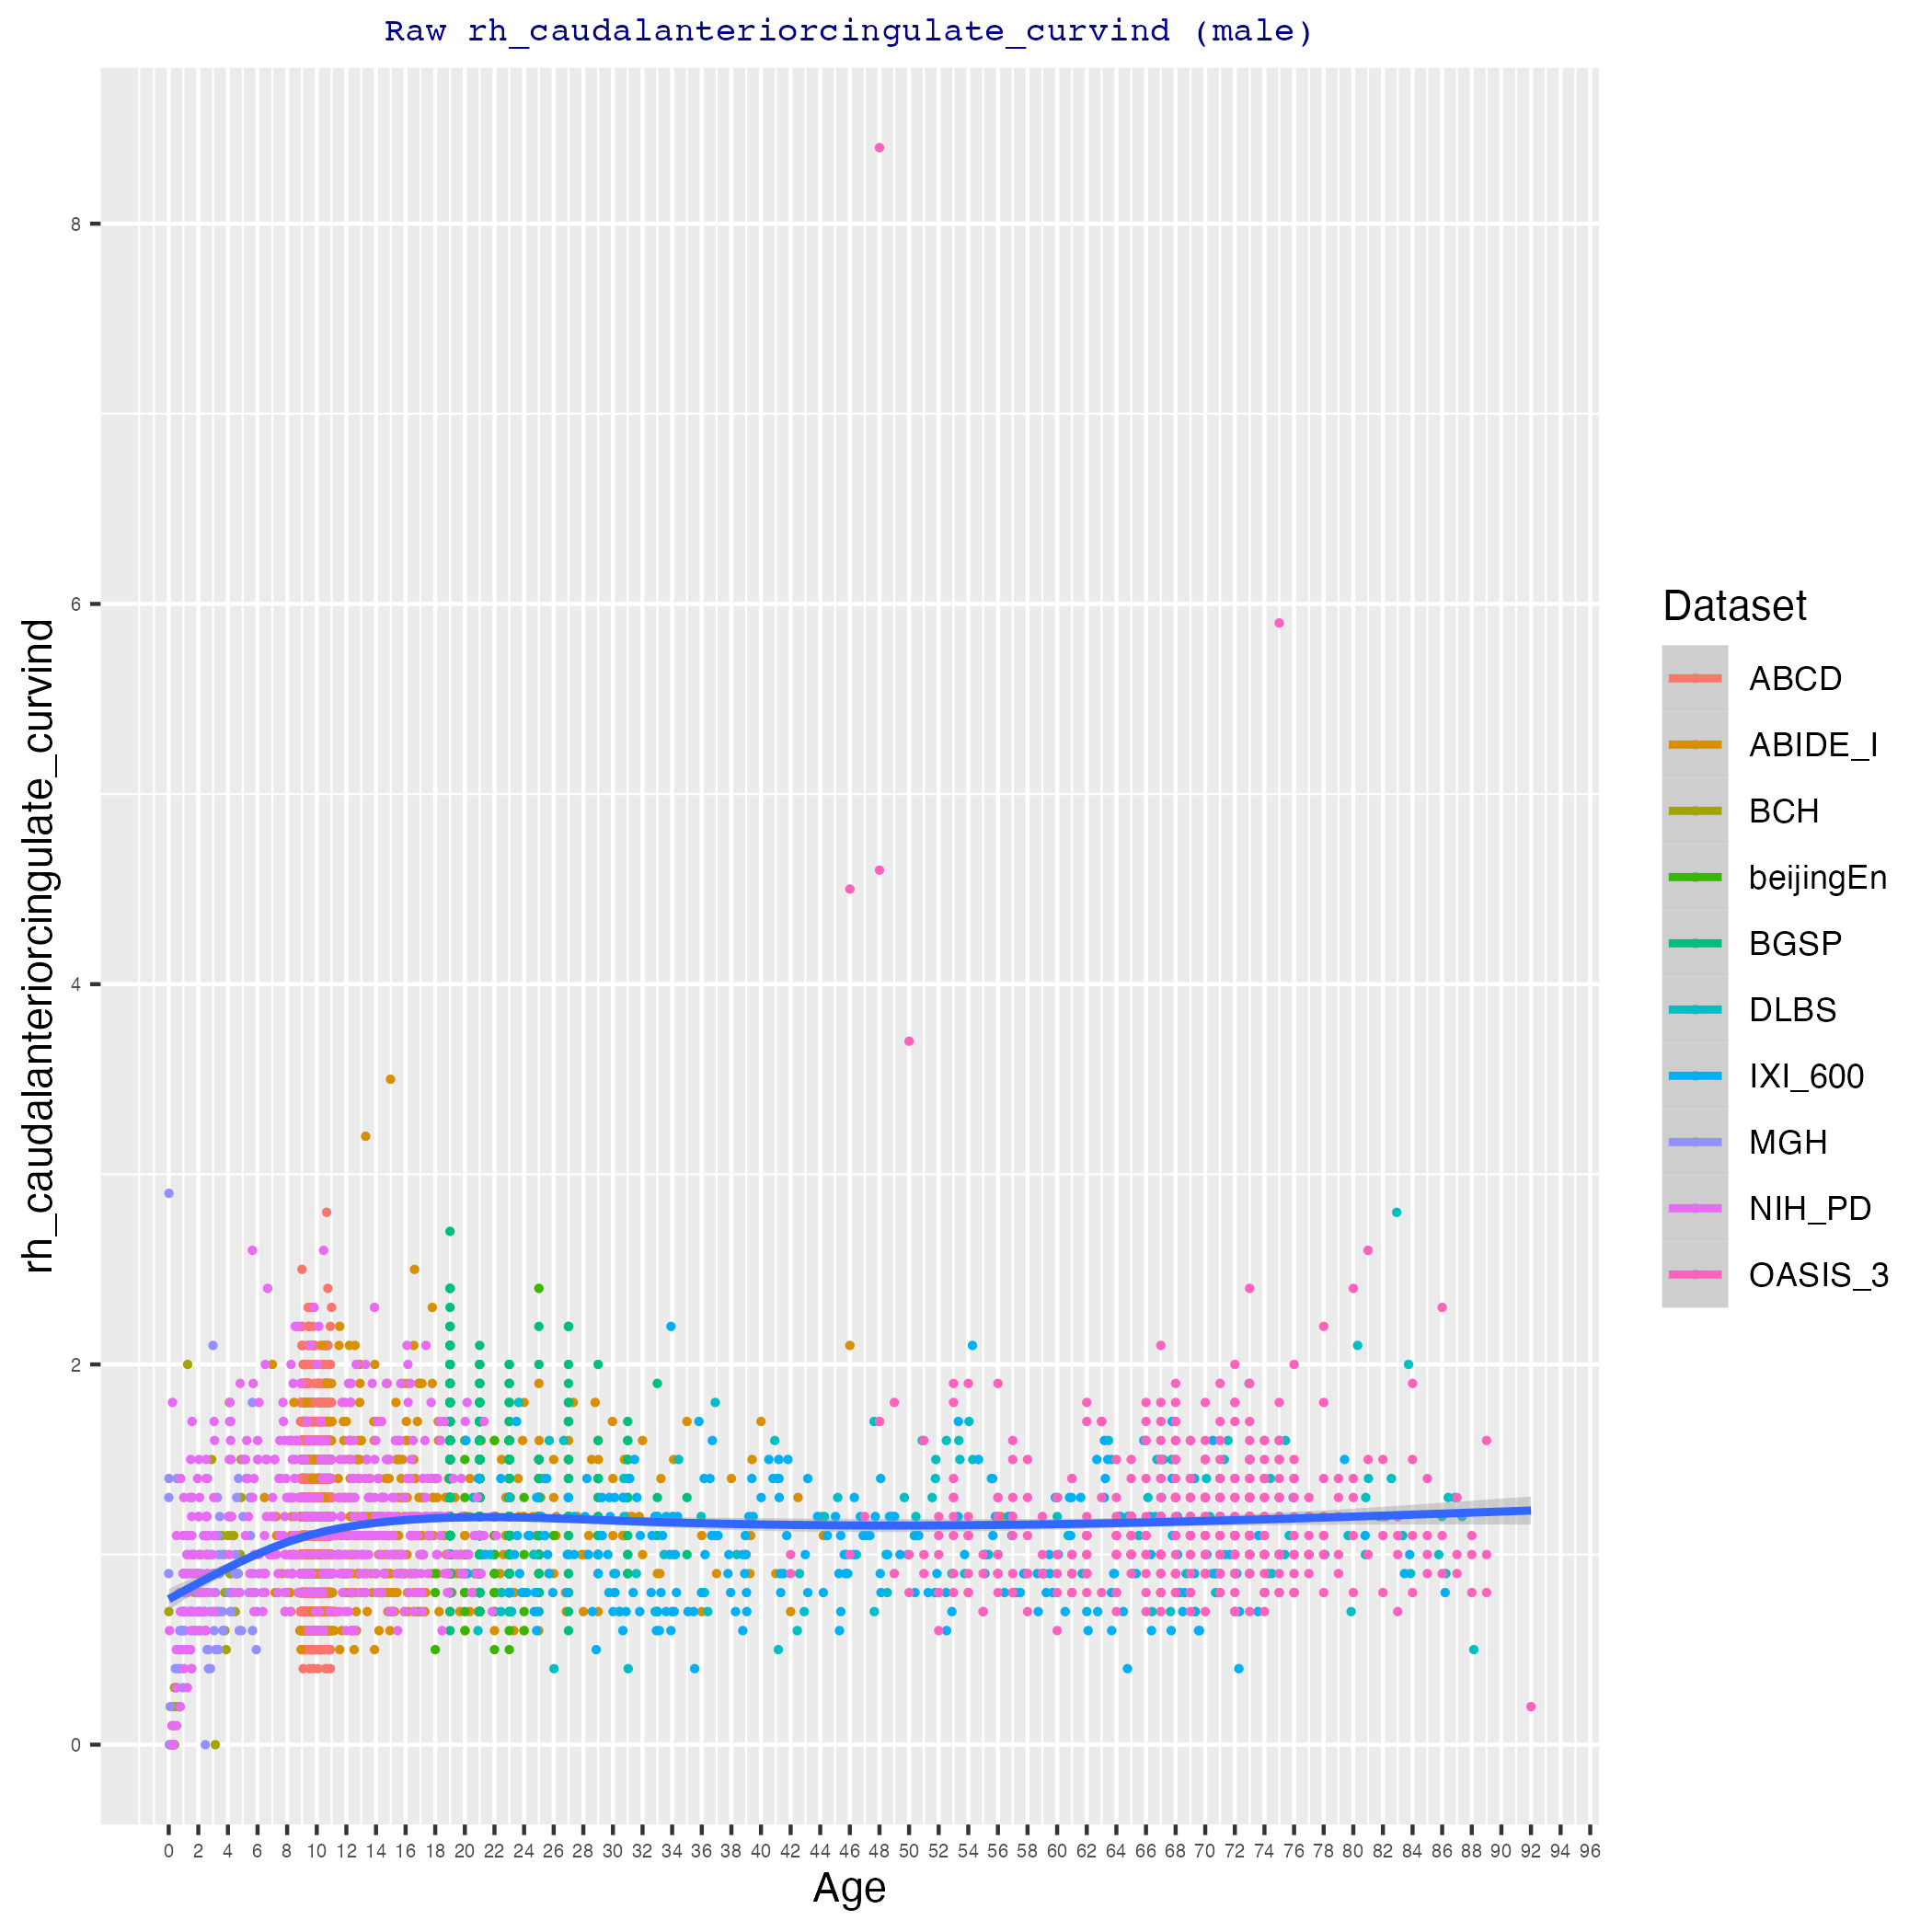 Raw rh_caudalanteriorcingulate_curvind (male)
rh_caudalanteriorcingulate_curvind
8
6
4
2
0
0 2 4 6 8 10 12 14 16 18 20 22 24 26 28 30 32 34 36 38 40 42 44 46 48 50 52 54 56 58 60 62 64 66 68 70 72 74 76 78 80 82 84 86 88 90 92 94 96
Age
Dataset
ABCD
ABIDE_I
BCH
beijingEn
BGSP
DLBS
IXI_600
MGH
NIH_PD
OASIS_3